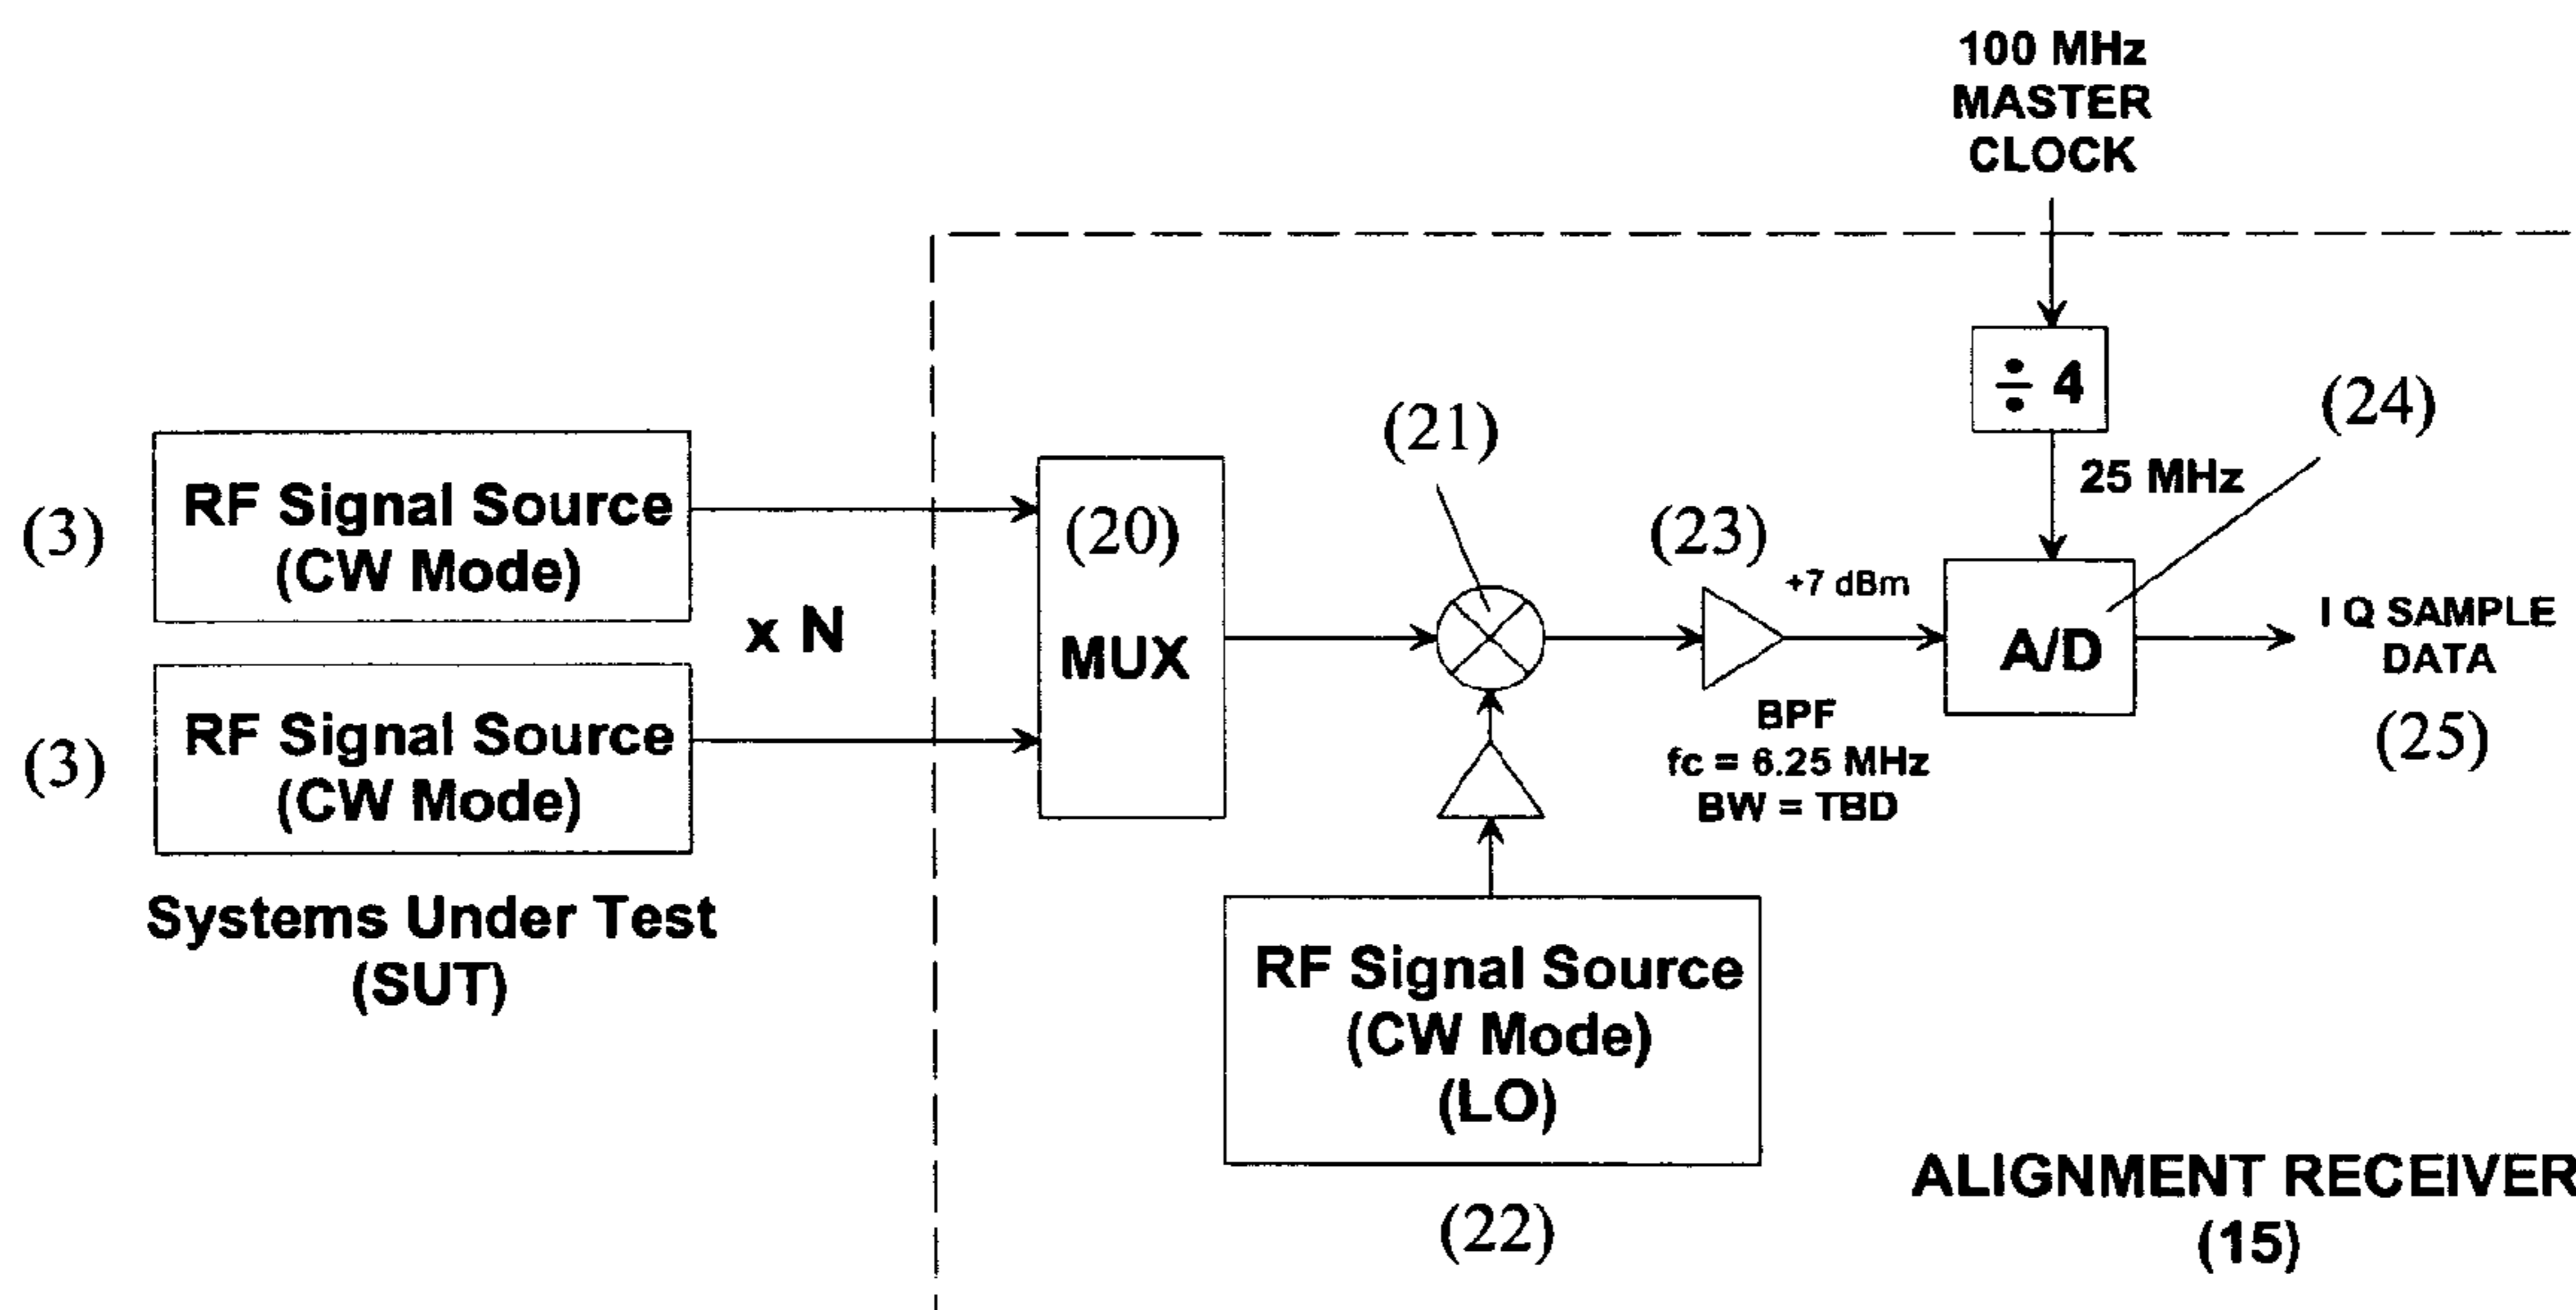 100 MHz
MASTER
CLOCK
÷ 4
(24)
(21)
25 MHz
(3)
RF Signal Source
(CW Mode)
(20)
MUX
(23)
+7 dBm
A/D
I Q SAMPLE
DATA
(25)
x N
(3)
RF Signal Source
(CW Mode)
BPF
fc = 6.25 MHz
BW = TBD
Systems Under Test
(SUT)
RF Signal Source
(CW Mode)
(LO)
(22)
ALIGNMENT RECEIVER
(15)